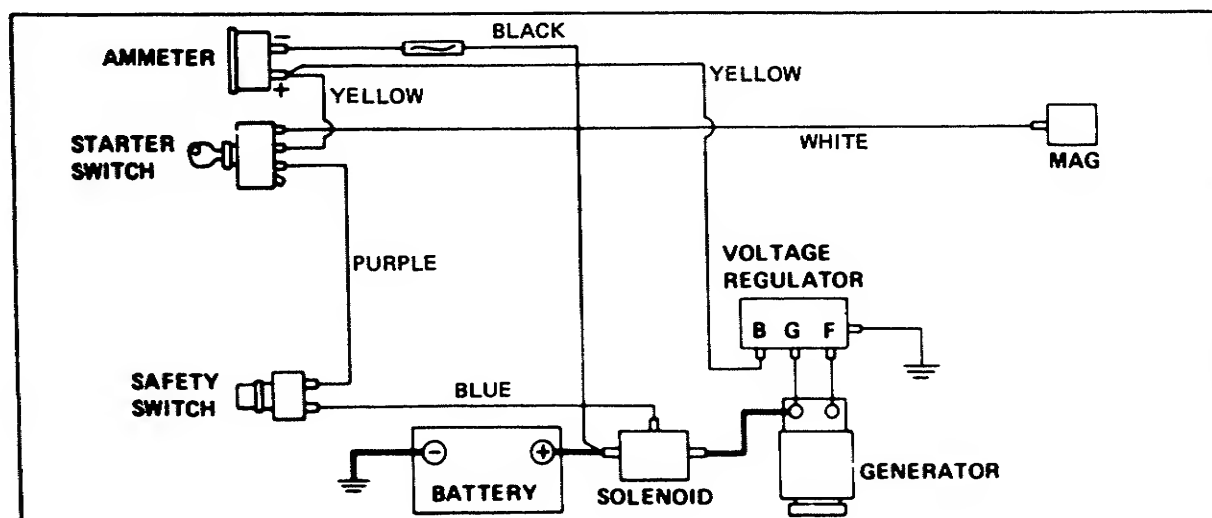 BLACK
AMMETER
−
+
YELLOW
YELLOW
STARTER
SWITCH
WHITE
MAG
PURPLE
VOLTAGE
REGULATOR
B G F
SAFETY
SWITCH
BLUE
−
+
BATTERY
SOLENOID
GENERATOR